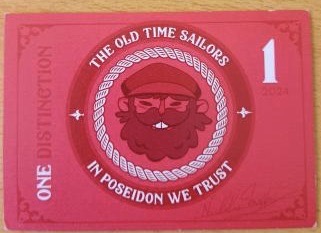 THE OLD TIME SAILORS
1
2024
ONE DISTINCTION
IN POSEIDON WE TRUST